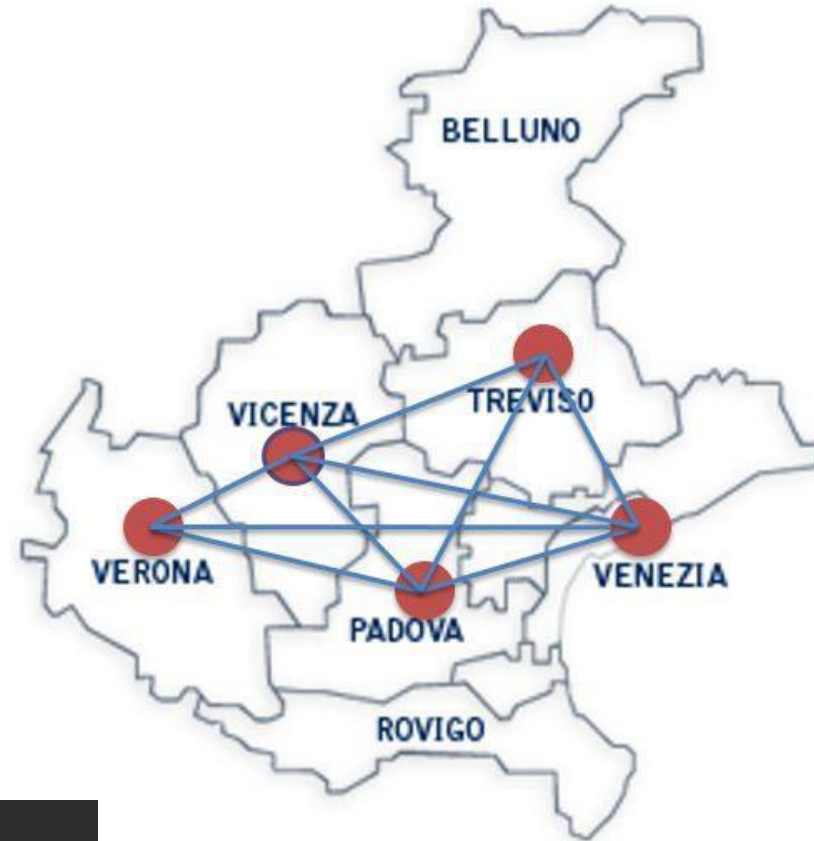 BELLUNO
TREVISO
VICENZA
VERONA
VENEZIA
PADOVA
ROVIGO